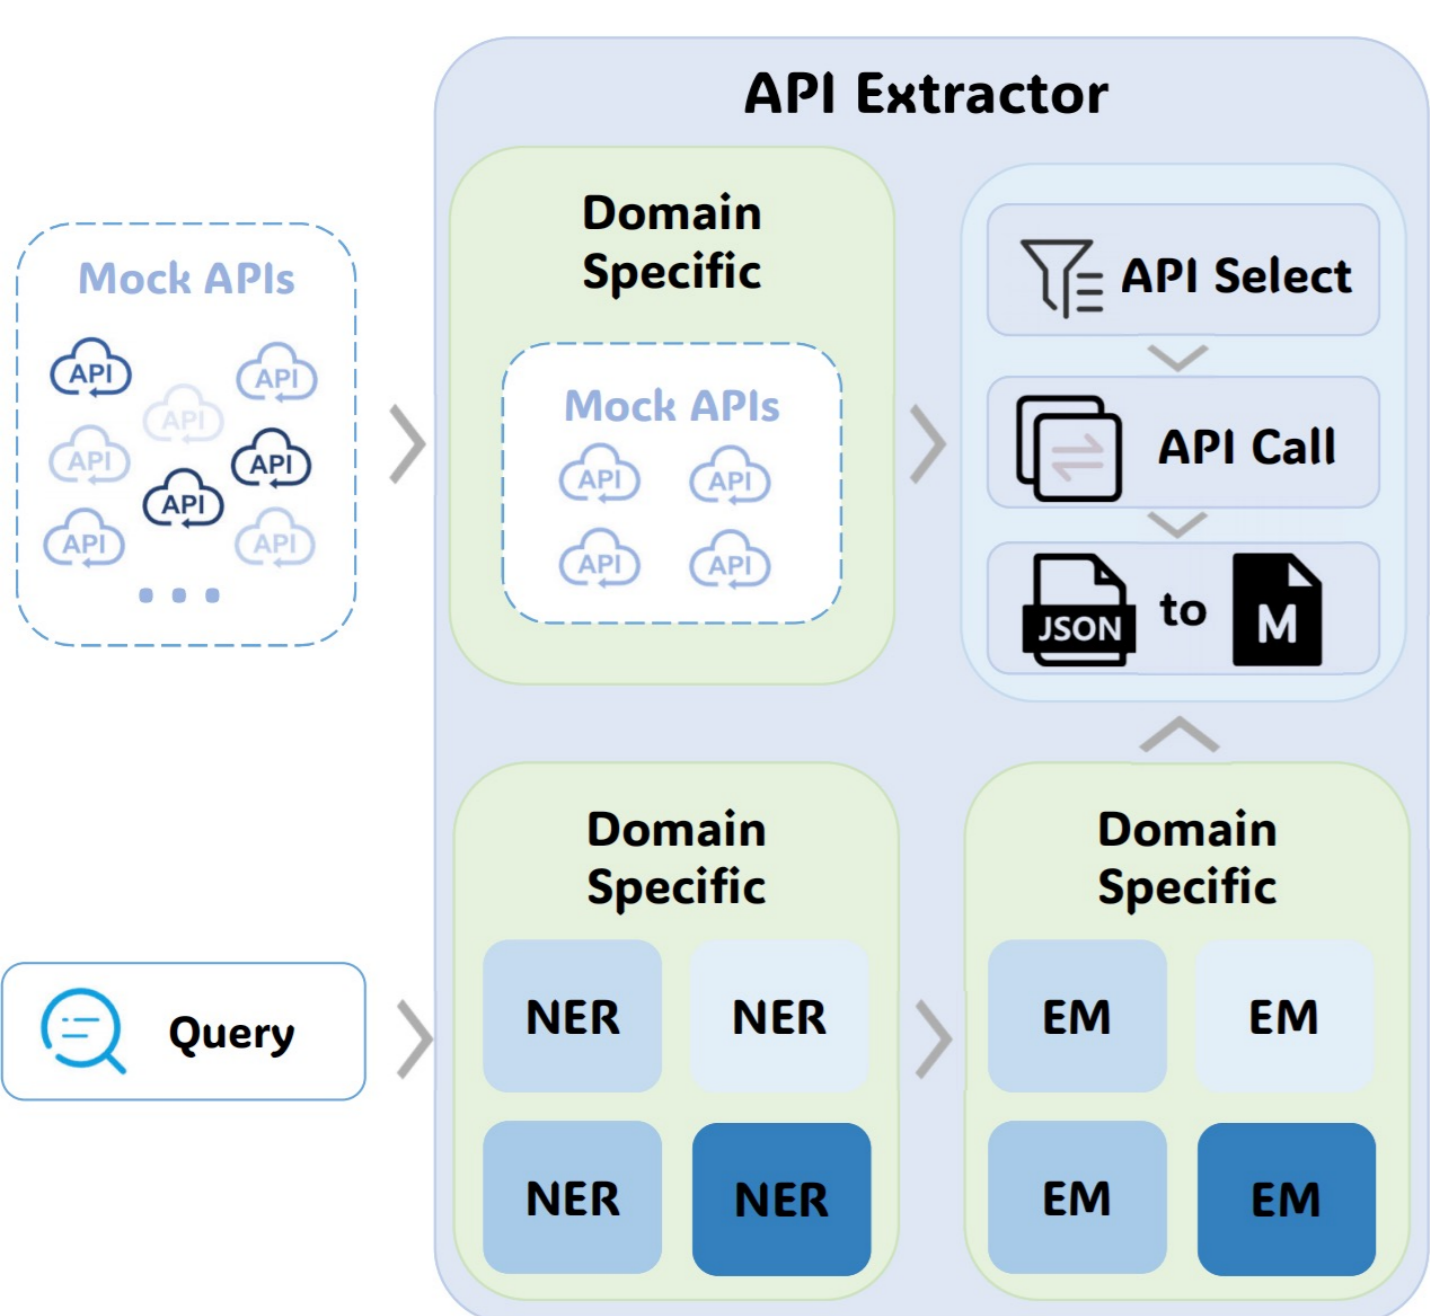 API Extractor
Mock APIs
API
API
API
API
API
API
API
API
...
Domain
Specific
Mock APIs
API
API
API
API
API Select
API Call
JSON to M
Query
Domain
Specific
NER
NER
NER
NER
Domain
Specific
EM
EM
EM
EM